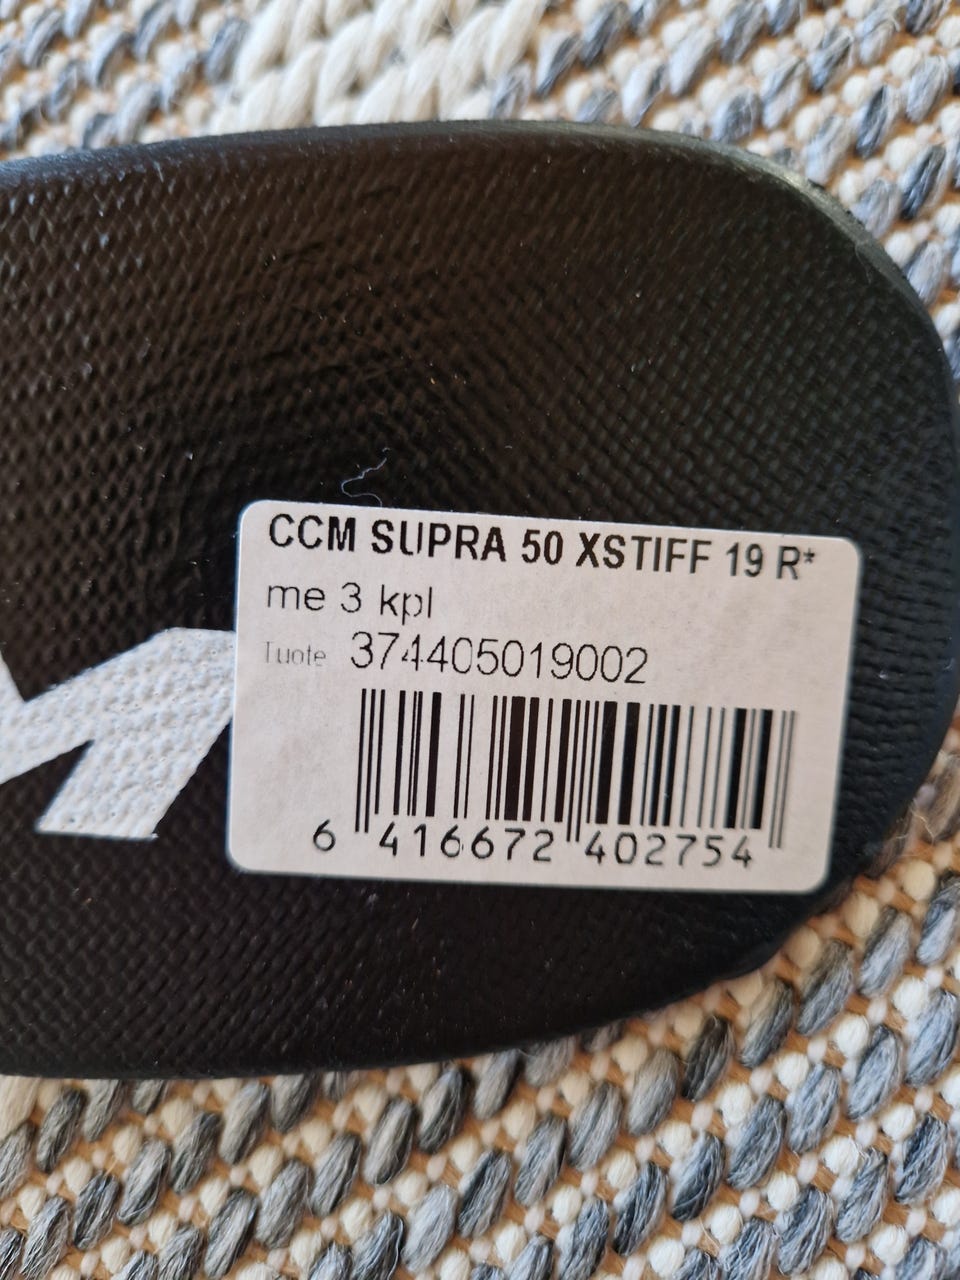 CCM SUPRA 50 XSTIFF 19 R*
me 3 kpl
Tuote 374405019002
6 416672 402754